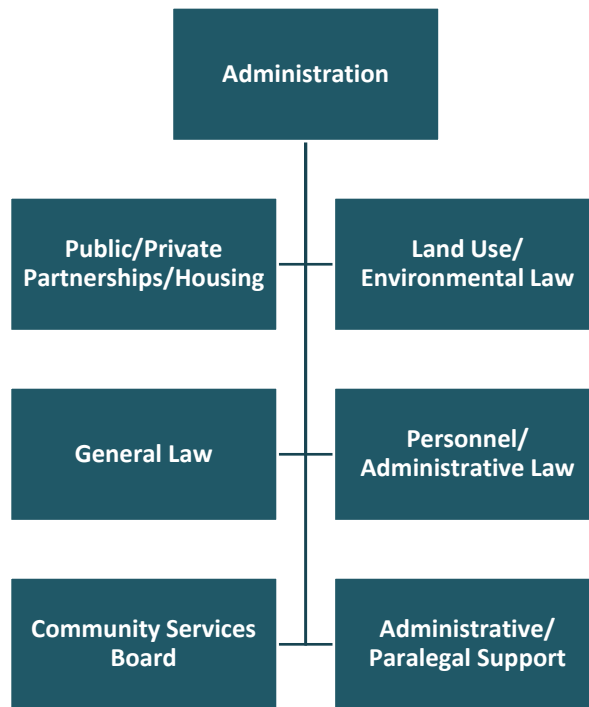 Administration
Public/Private
Partnerships/Housing
Land Use/
Environmental Law
General Law
Personnel/
Administrative Law
Community Services
Board
Administrative/
Paralegal Support